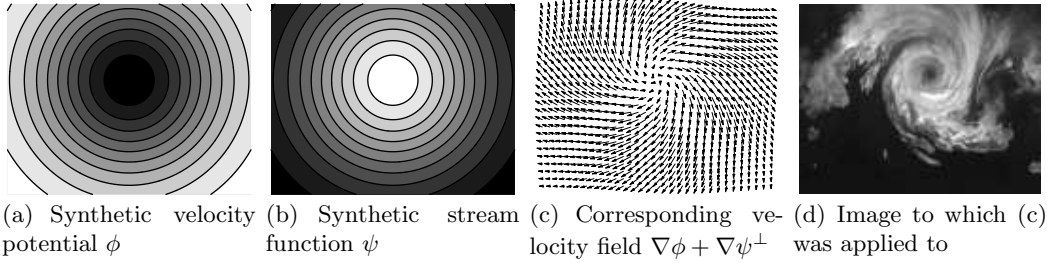 (a) Synthetic velocity
potential ϕ
(b) Synthetic stream
function ψ
(c) Corresponding ve-
locity field ∇ϕ + ∇ψ⊥
(d) Image to which (c)
was applied to